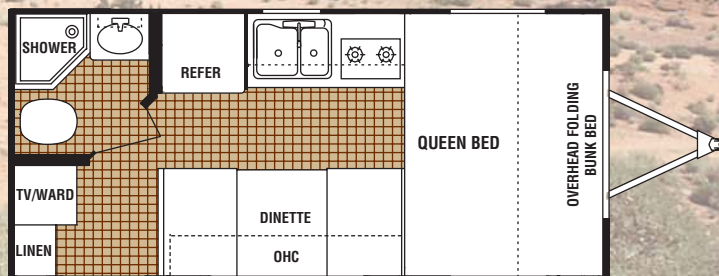 SHOWER
REFER
QUEEN BED
OVERHEAD FOLDING
BUNK BED
TV/WARD
LINEN
DINETTE
OHC